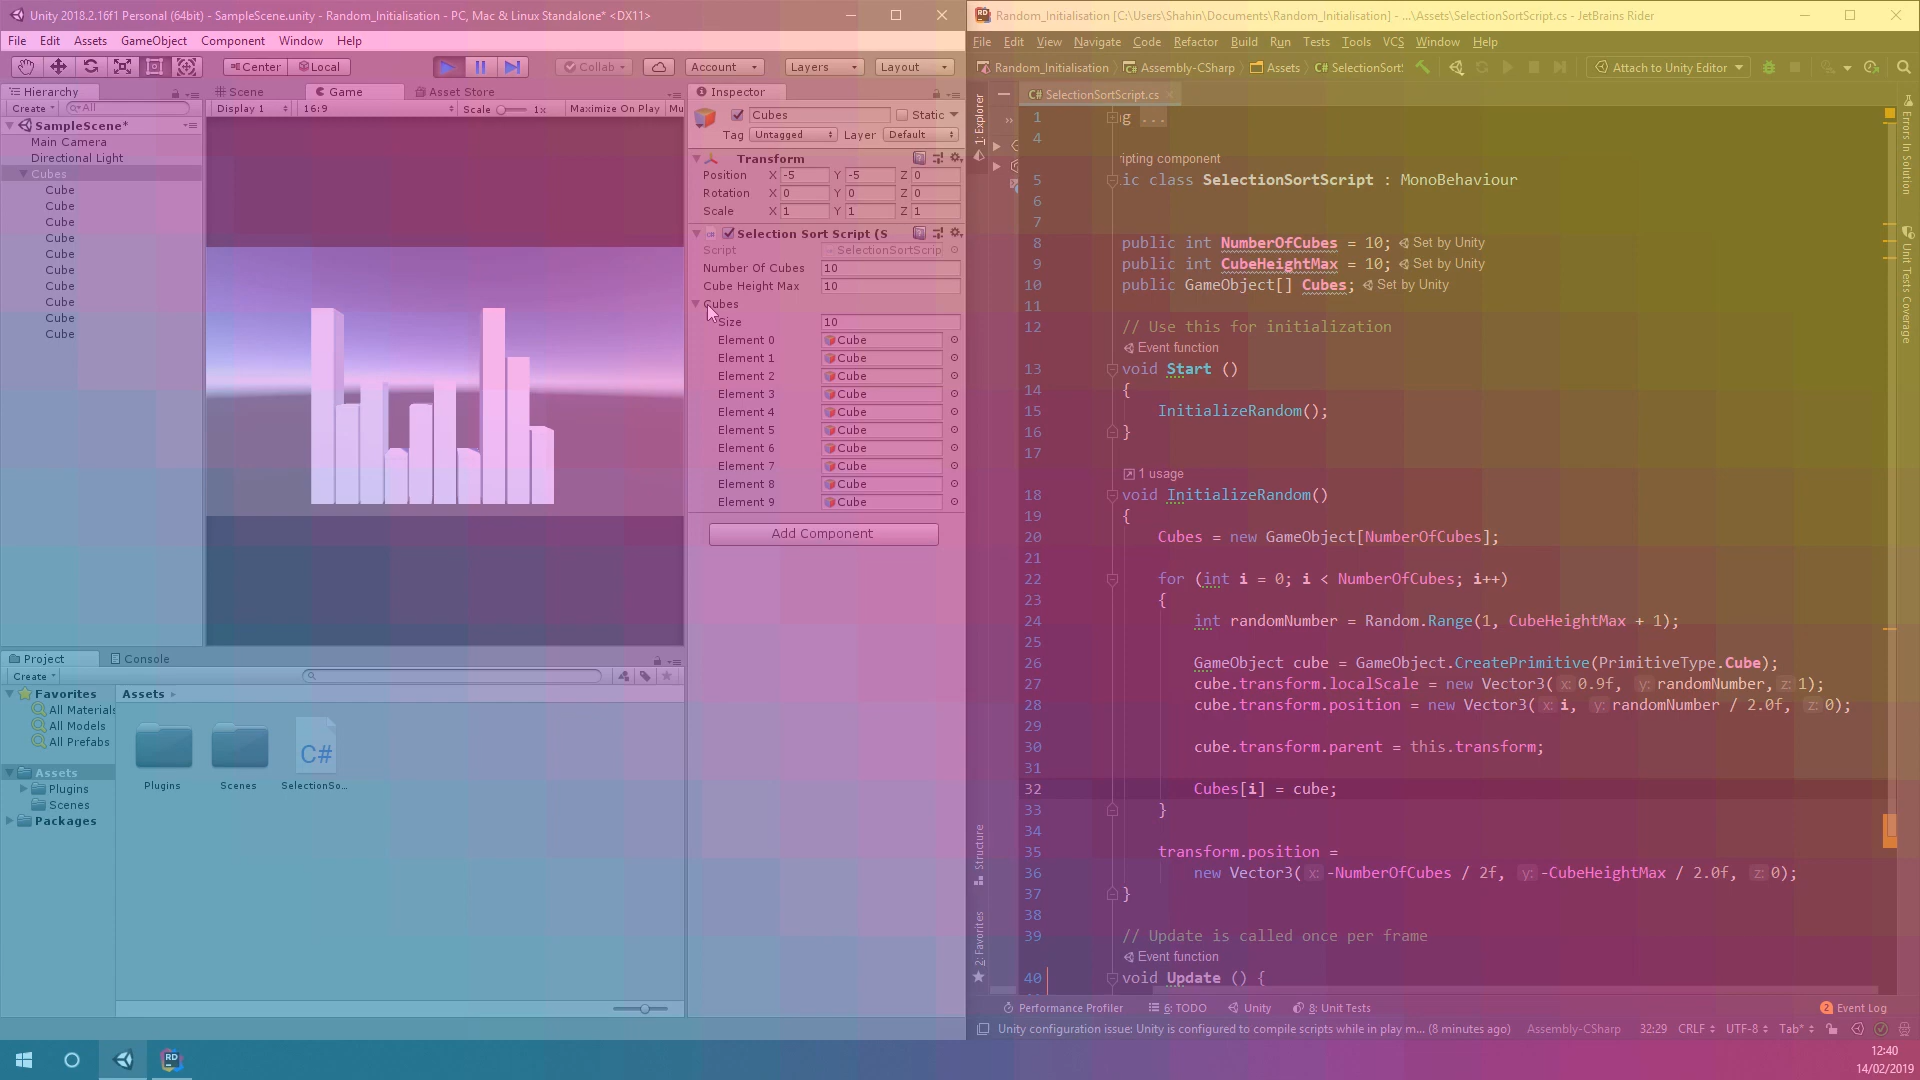 Unity 2018.2.16f1 Personal (64bit) - SampleScene.unity - Random_Initialisation - PC, Mac & Linux Standalone* <DX11>
File Edit Assets GameObject Component Window Help
Center Local Collab Account Layers Layout
Hierarchy
Create All
SampleScene*
Main Camera
Directional Light
Cubes
Cube
Cube
Cube
Cube
Cube
Cube
Cube
Cube
Cube
Cube
Scene Game Asset Store
Display 1 16:9 Scale 1x Maximize On Play Mu
Inspector
Cubes Static
Tag Untagged Layer Default
Transform
Position X -5 Y -5 Z 0
Rotation X 0 Y 0 Z 0
Scale X 1 Y 1 Z 1
Selection Sort Script (S
Script SelectionSortScrip
Number Of Cubes 10
Cube Height Max 10
Cubes
Size 10
Element 0 Cube
Element 1 Cube
Element 2 Cube
Element 3 Cube
Element 4 Cube
Element 5 Cube
Element 6 Cube
Element 7 Cube
Element 8 Cube
Element 9 Cube
Add Component
Project Console
Create
Favorites
All Materials
All Models
All Prefabs
Assets
Plugins
Scenes
Packages
Assets
Plugins Scenes SelectionSo...
C#
Random_Initialisation [C:\Users\Shahin\Documents\Random_Initialisation] - ...\Assets\SelectionSortScript.cs - JetBrains Rider
File Edit View Navigate Code Refactor Build Run Tests Tools VCS Window Help
Random_Initialisation Assembly-CSharp Assets C# SelectionSort Attach to Unity Editor
C# SelectionSortScript.cs
1: Explorer
Structure
2: Favorites
Errors In Solution
Unit Tests Coverage
1 g ...
4
ipting component
5 ic class SelectionSortScript : MonoBehaviour
6
7
8 public int NumberOfCubes = 10; Set by Unity
9 public int CubeHeightMax = 10; Set by Unity
10 public GameObject[] Cubes; Set by Unity
11
12 // Use this for initialization
Event function
13 void Start ()
14 {
15 InitializeRandom();
16 }
17
1 usage
18 void InitializeRandom()
19 {
20 Cubes = new GameObject[NumberOfCubes];
21
22 for (int i = 0; i < NumberOfCubes; i++)
23 {
24 int randomNumber = Random.Range(1, CubeHeightMax + 1);
25
26 GameObject cube = GameObject.CreatePrimitive(PrimitiveType.Cube);
27 cube.transform.localScale = new Vector3( x: 0.9f, y: randomNumber, z: 1);
28 cube.transform.position = new Vector3( x: i, y: randomNumber / 2.0f, z: 0);
29
30 cube.transform.parent = this.transform;
31
32 Cubes[i] = cube;
33 }
34
35 transform.position =
36 new Vector3( x: -NumberOfCubes / 2f, y: -CubeHeightMax / 2.0f, z: 0);
37 }
38
39 // Update is called once per frame
Event function
40 void Update () {
Performance Profiler 6: TODO Unity 8: Unit Tests 2 Event Log
Unity configuration issue: Unity is configured to compile scripts while in play m... (8 minutes ago) Assembly-CSharp 32:29 CRLF UTF-8 Tab*
RD
12:40
14/02/2019